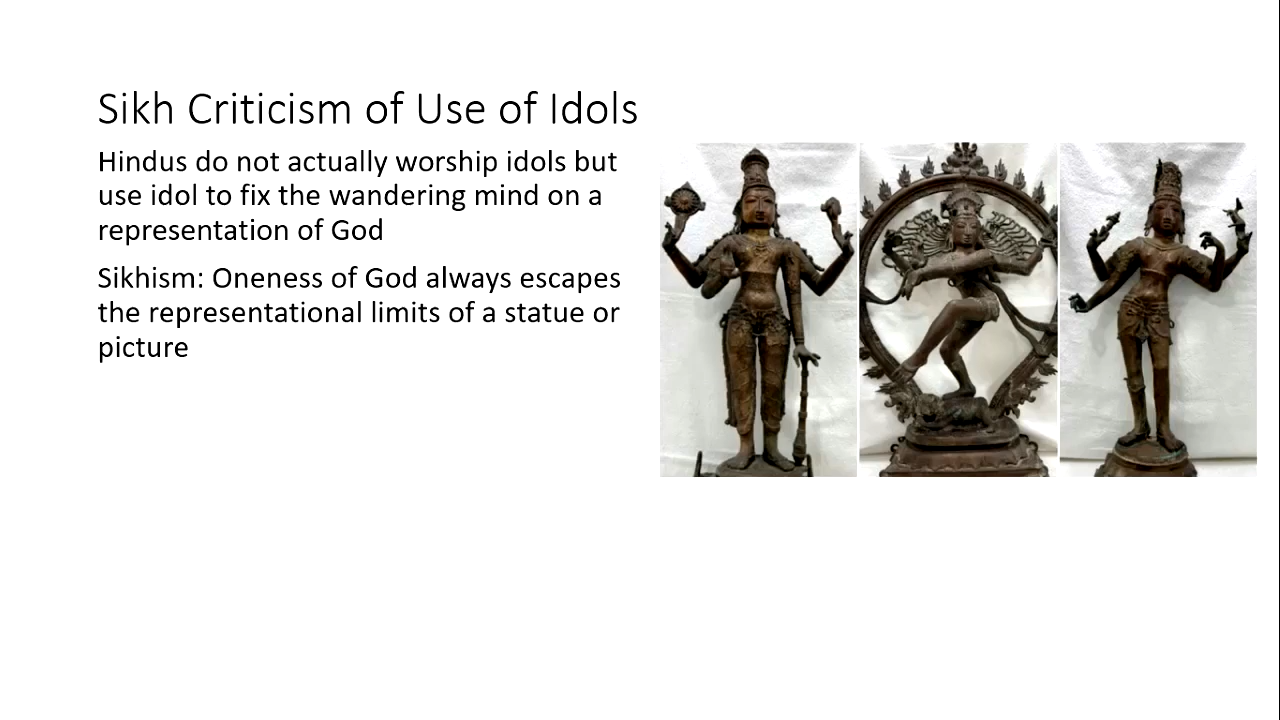 Sikh Criticism of Use of Idols
Hindus do not actually worship idols but
use idol to fix the wandering mind on a
representation of God
Sikhism: Oneness of God always escapes
the representational limits of a statue or
picture